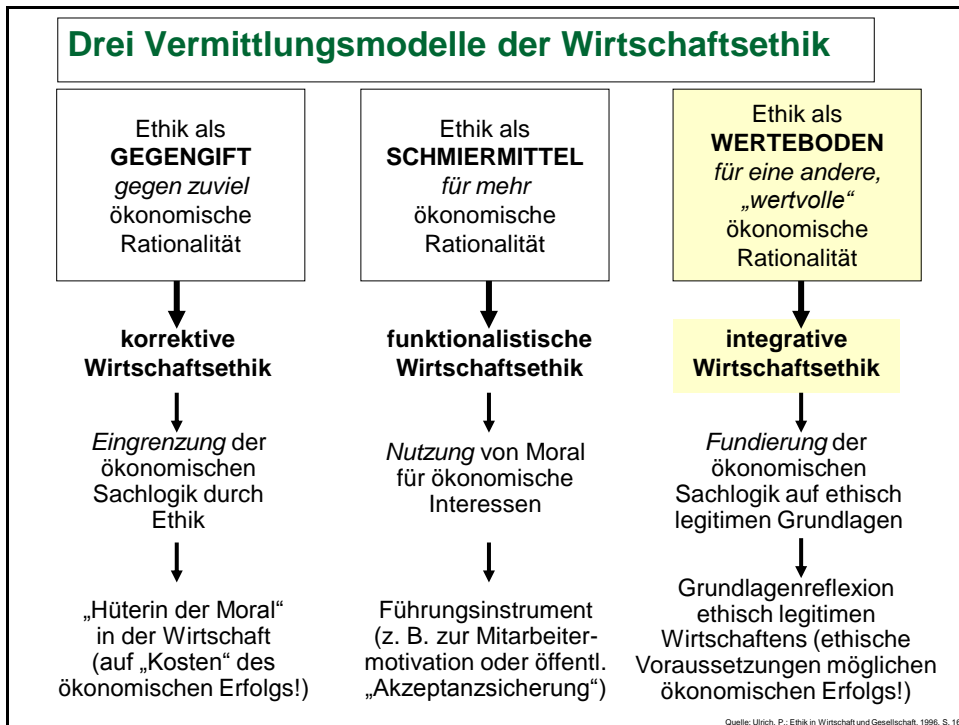 Drei Vermittlungsmodelle der Wirtschaftsethik
Ethik als
GEGENGIFT
gegen zuviel
ökonomische
Rationalität
korrektive
Wirtschaftsethik
Eingrenzung der
ökonomischen
Sachlogik durch
Ethik
„Hüterin der Moral“
in der Wirtschaft
(auf „Kosten“ des
ökonomischen Erfolgs!)
Ethik als
SCHMIERMITTEL
für mehr
ökonomische
Rationalität
funktionalistische
Wirtschaftsethik
Nutzung von Moral
für ökonomische
Interessen
Führungsinstrument
(z. B. zur Mitarbeiter-
motivation oder öffentl.
„Akzeptanzsicherung“)
Ethik als
WERTEBODEN
für eine andere,
„wertvolle“
ökonomische
Rationalität
integrative
Wirtschaftsethik
Fundierung der
ökonomischen
Sachlogik auf ethisch
legitimen Grundlagen
Grundlagenreflexion
ethisch legitimen
Wirtschaftens (ethische
Voraussetzungen möglichen
ökonomischen Erfolgs!)
Quelle: Ulrich, P.: Ethik in Wirtschaft und Gesellschaft, 1996, S. 16